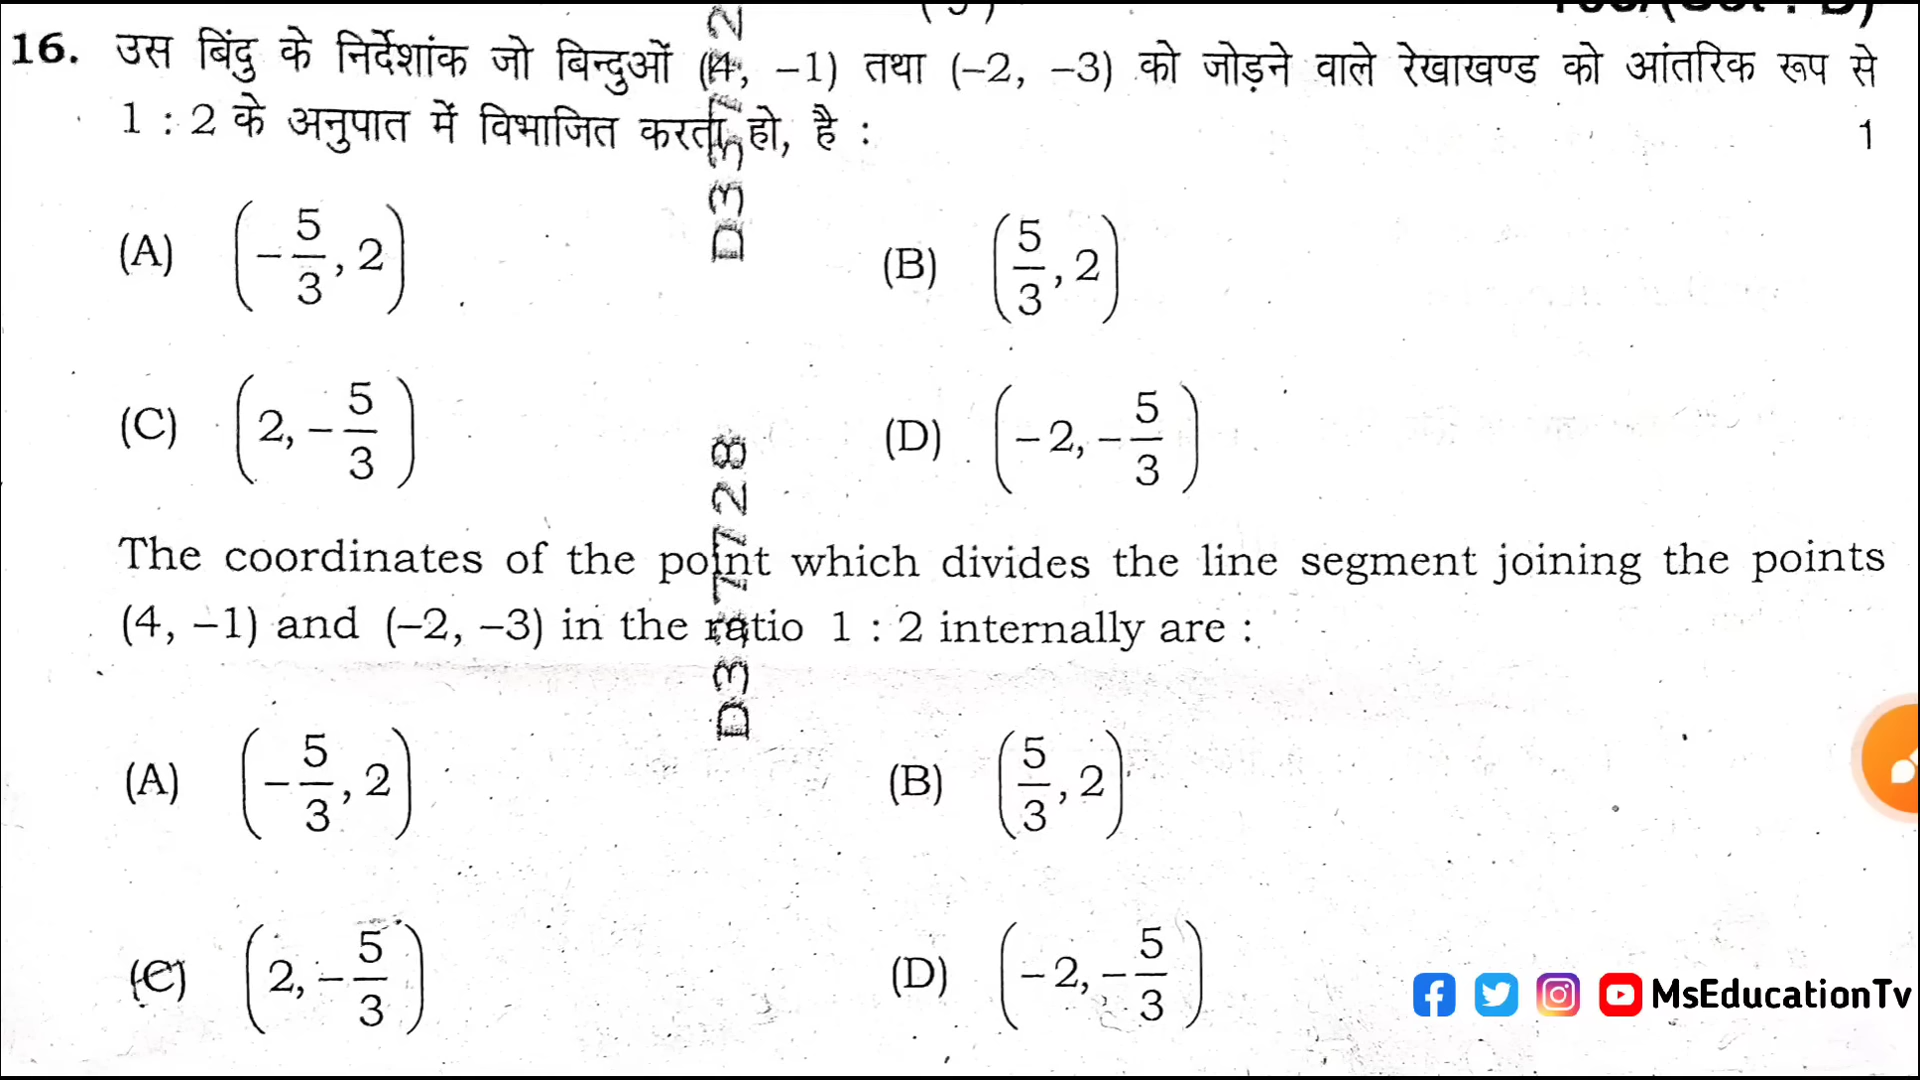 16. उस बिंदु के निर्देशांक जो बिन्दुओं (4, –1) तथा (–2, –3) को जोड़ने वाले रेखाखण्ड को आंतरिक रूप से
1 : 2 के अनुपात में विभाजित करता हो, है : 1
(A) (-5/3, 2) (B) (5/3, 2)
(C) (2, -5/3) (D) (-2, -5/3)
The coordinates of the point which divides the line segment joining the points
(4, –1) and (–2, –3) in the ratio 1 : 2 internally are :
(A) (-5/3, 2) (B) (5/3, 2)
(C) (2, -5/3) (D) (-2, -5/3)
D377728
MsEducationTv